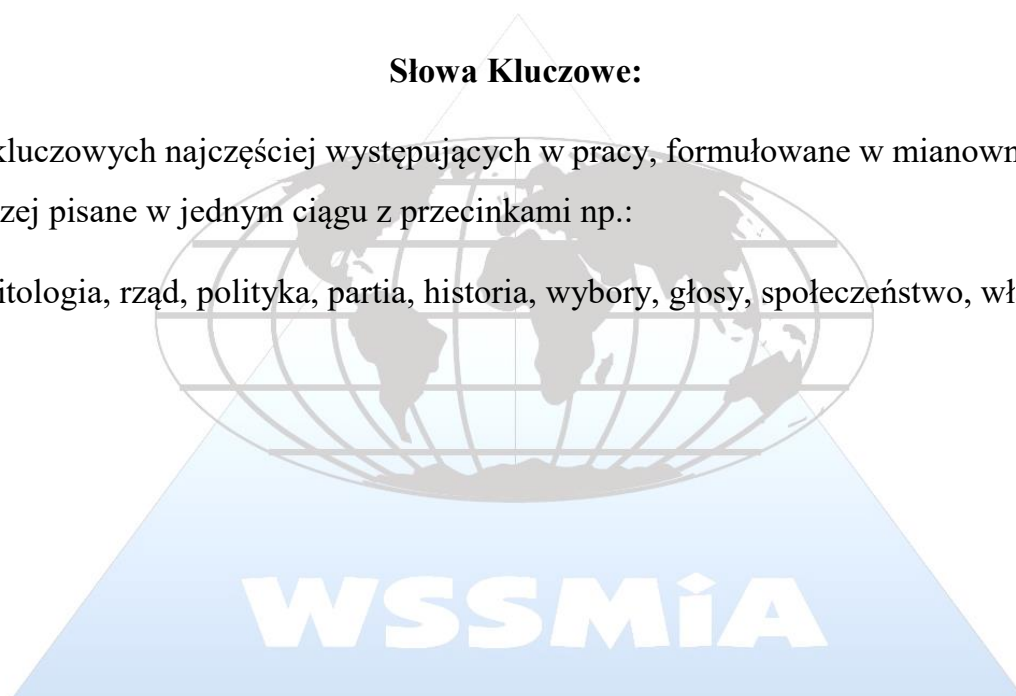 Słowa Kluczowe:
kluczowych najczęściej występujących w pracy, formułowane w mianown
zej pisane w jednym ciągu z przecinkami np.:
itologia, rząd, polityka, partia, historia, wybory, głosy, społeczeństwo, wł
WSSMiA